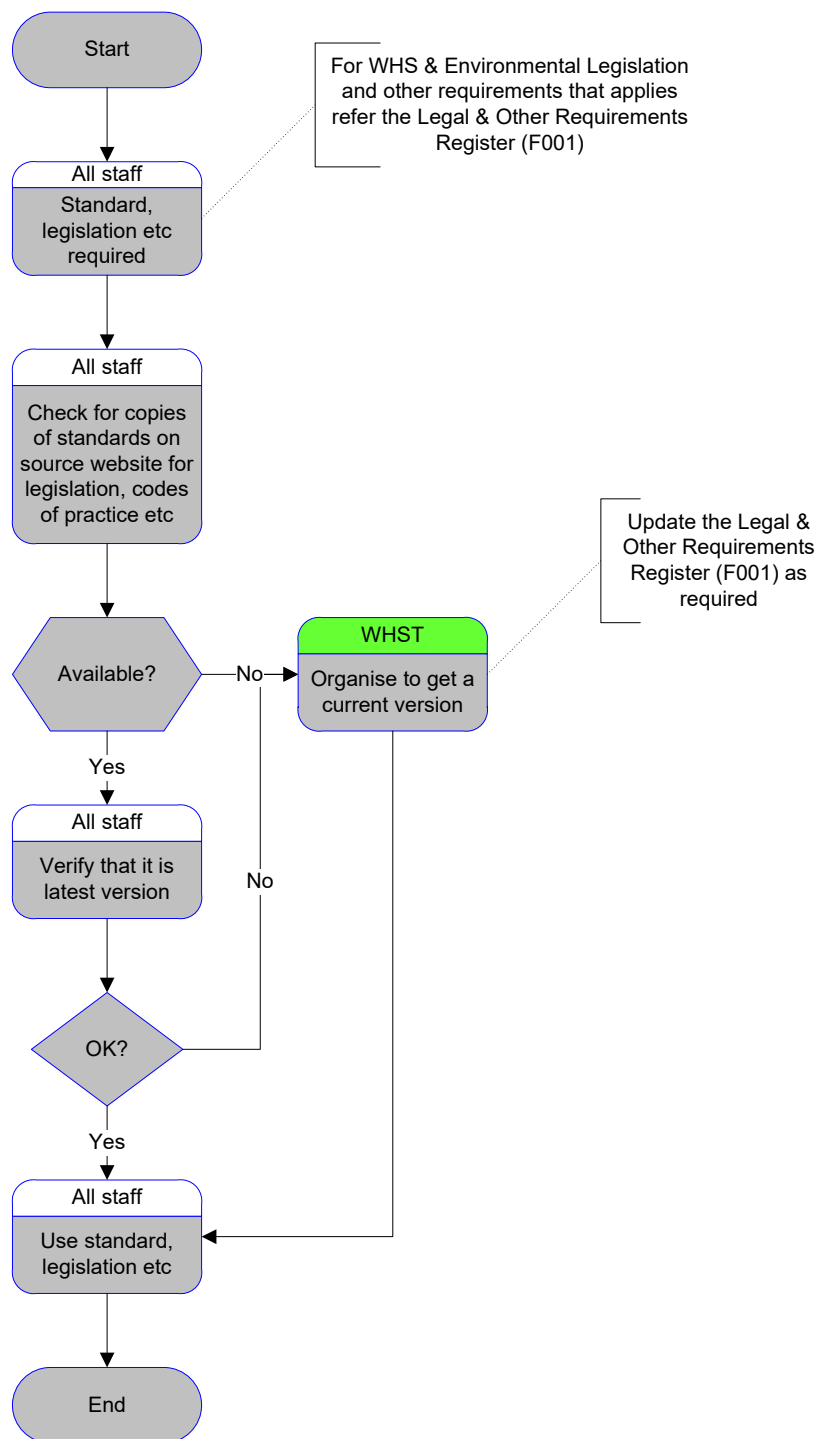 Start
For WHS & Environmental Legislation
and other requirements that applies
refer the Legal & Other Requirements
Register (F001)
All staff
Standard,
legislation etc
required
All staff
Check for copies
of standards on
source website for
legislation, codes
of practice etc
Update the Legal &
Other Requirements
Register (F001) as
required
Available?
No
WHST
Organise to get a
current version
Yes
All staff
Verify that it is
latest version
No
OK?
Yes
All staff
Use standard,
legislation etc
End